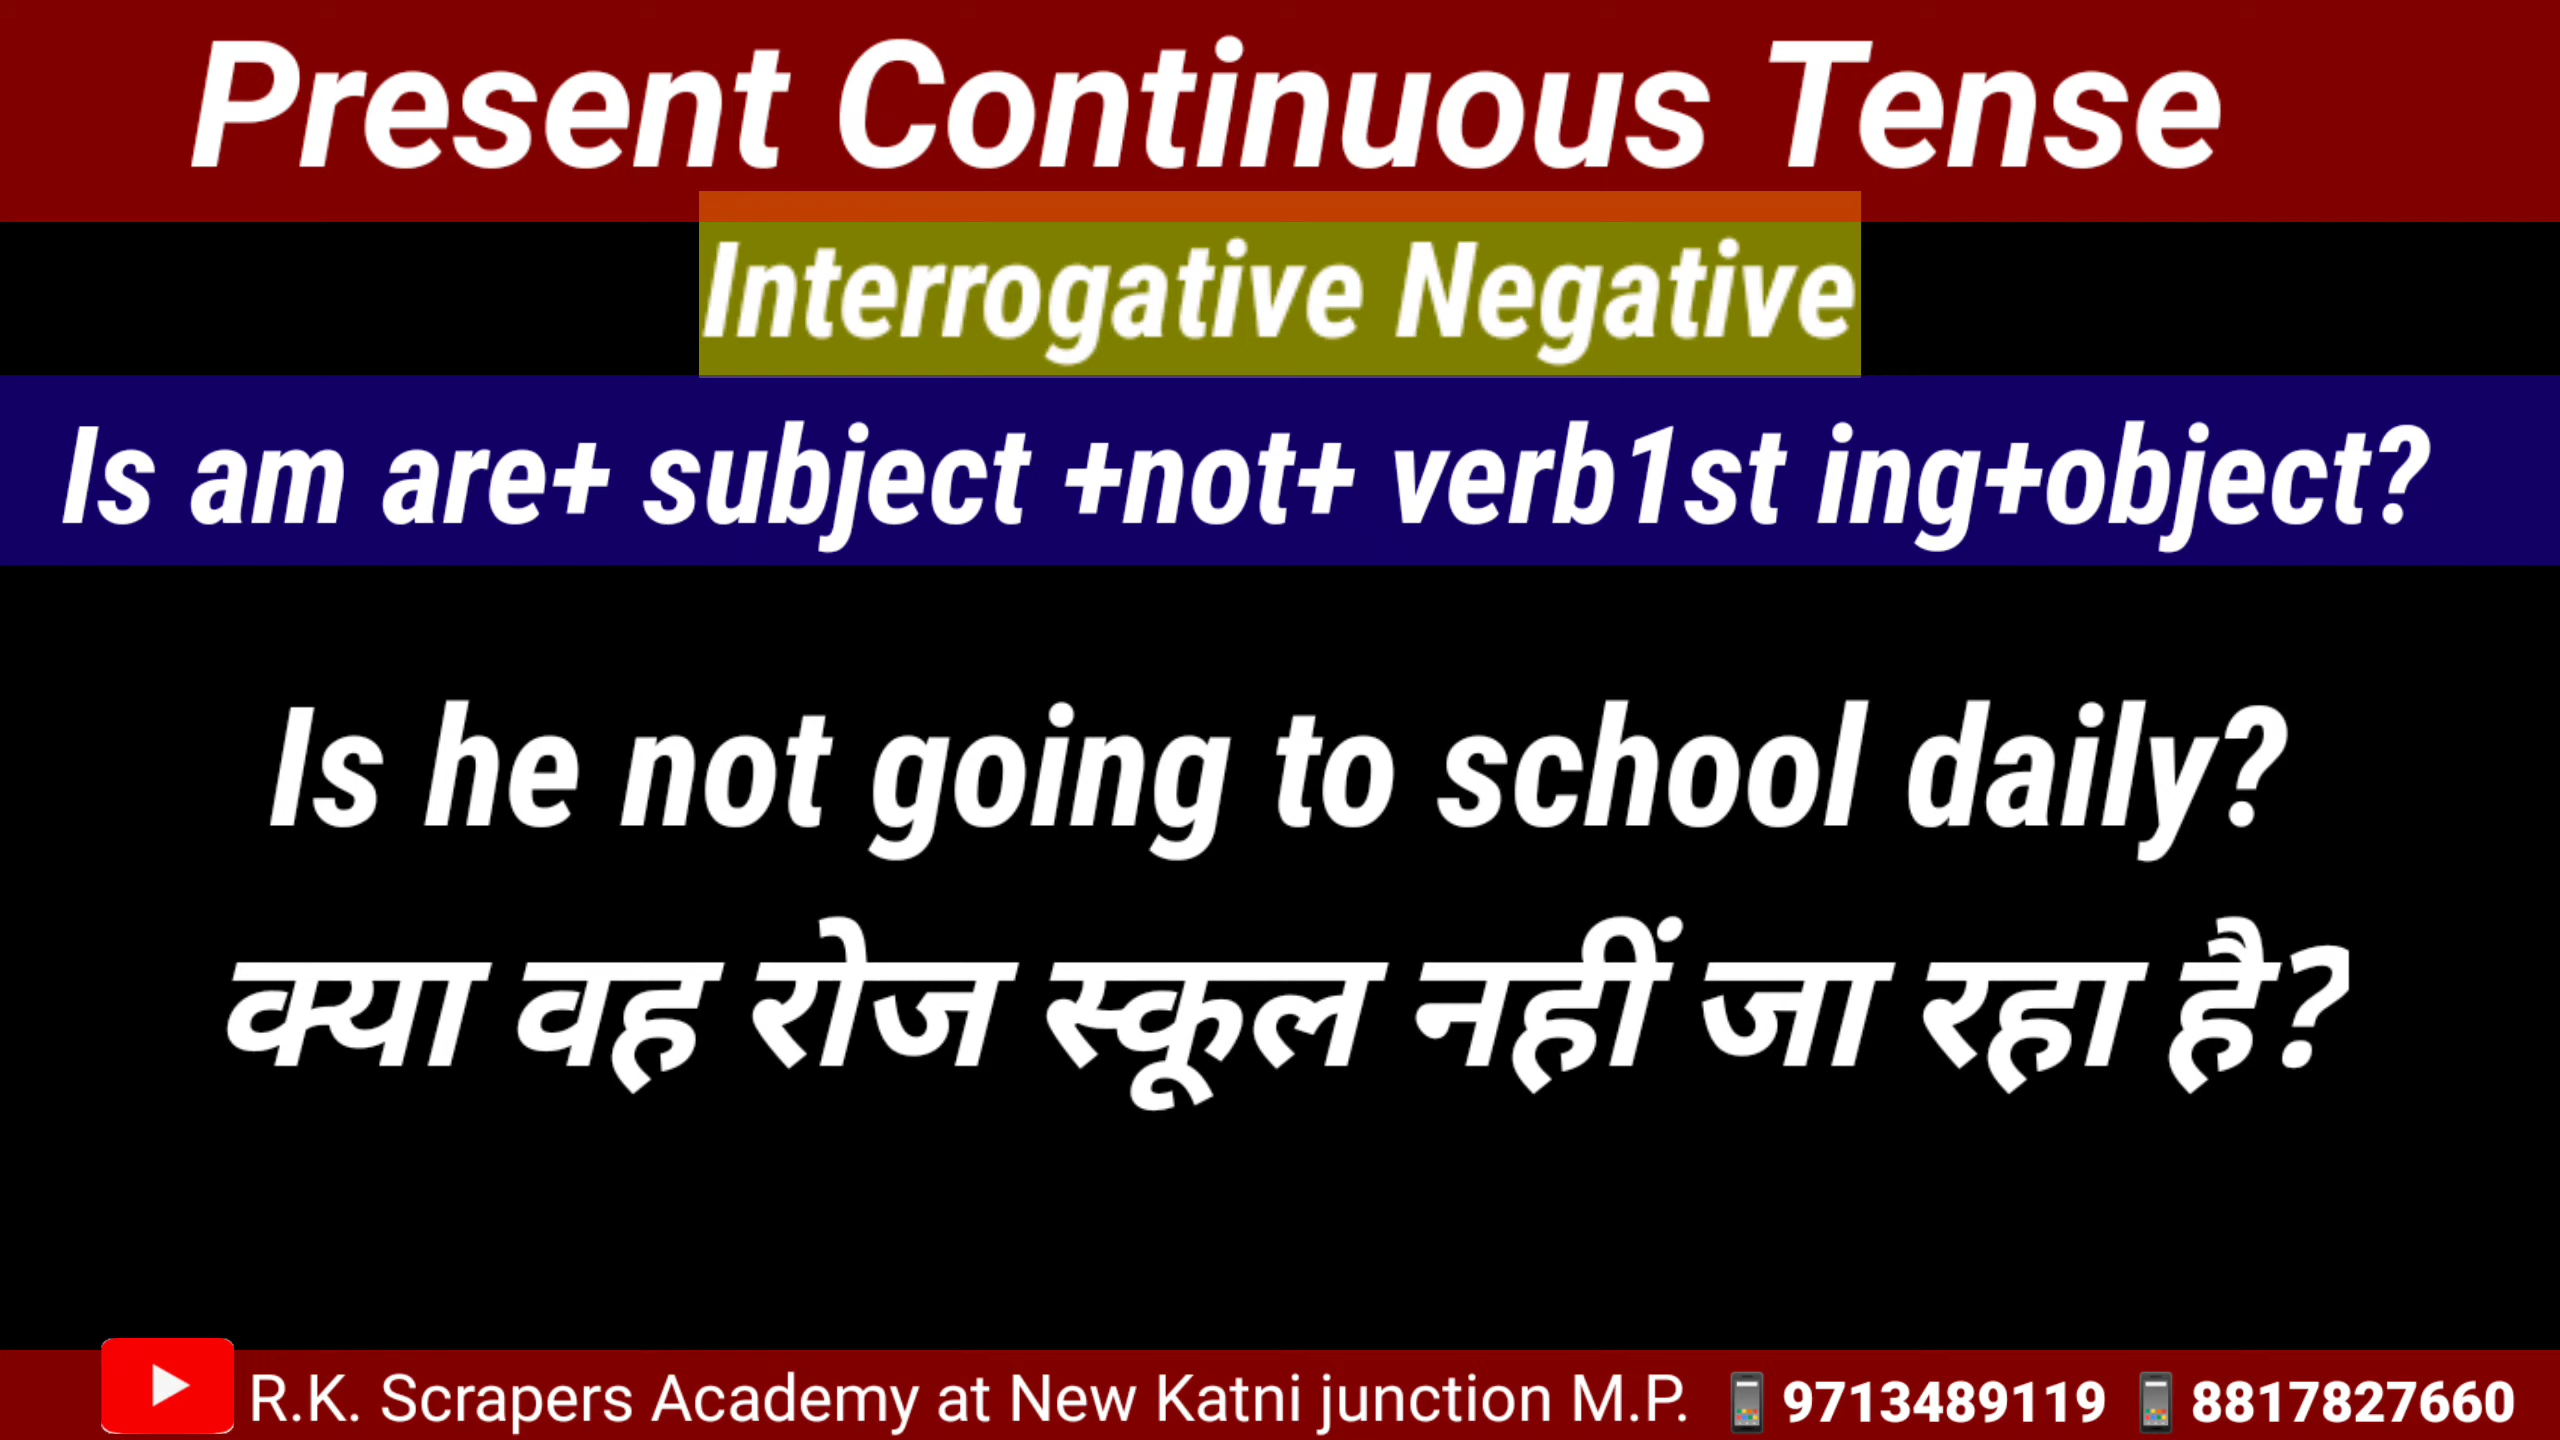 Present Continuous Tense
Interrogative Negative
Is am are+ subject +not+ verb1st ing+object?
Is he not going to school daily?
क्या वह रोज स्कूल नहीं जा रहा है?
R.K. Scrapers Academy at New Katni junction M.P. 📱9713489119 📱8817827660